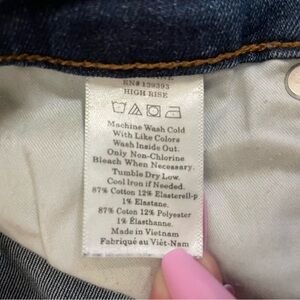 RN# 139393
HIGH RISE
Machine Wash Cold
With Like Colors
Wash Inside Out.
Only Non-Chlorine
Bleach When Necessary.
Tumble Dry Low.
Cool Iron if Needed.
87% Cotton 12% Elastereil-p
1% Elastane.
87% Coton 12% Polyester
1% Élasthanne.
Made in Vietnam
Fabriqué au Viêt-Nam